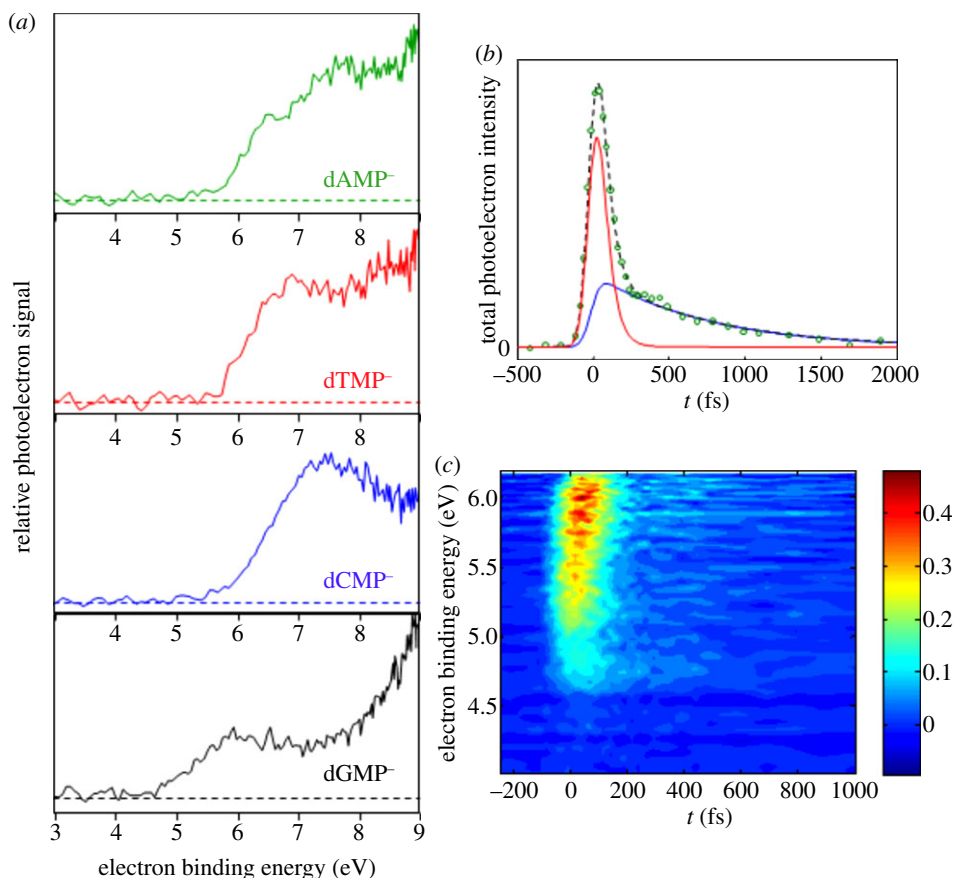 (a)
relative photoelectron signal
dAMP–
4 5 6 7 8 9
dTMP–
4 5 6 7 8 9
dCMP–
4 5 6 7 8 9
dGMP–
3 4 5 6 7 8 9
electron binding energy (eV)
(b)
total photoelectron intensity
0
–500 0 500 1000 1500 2000
t (fs)
(c)
electron binding energy (eV)
6.0
5.5
5.0
4.5
–200 0 200 400 600 800 1000
t (fs)
0.4
0.3
0.2
0.1
0